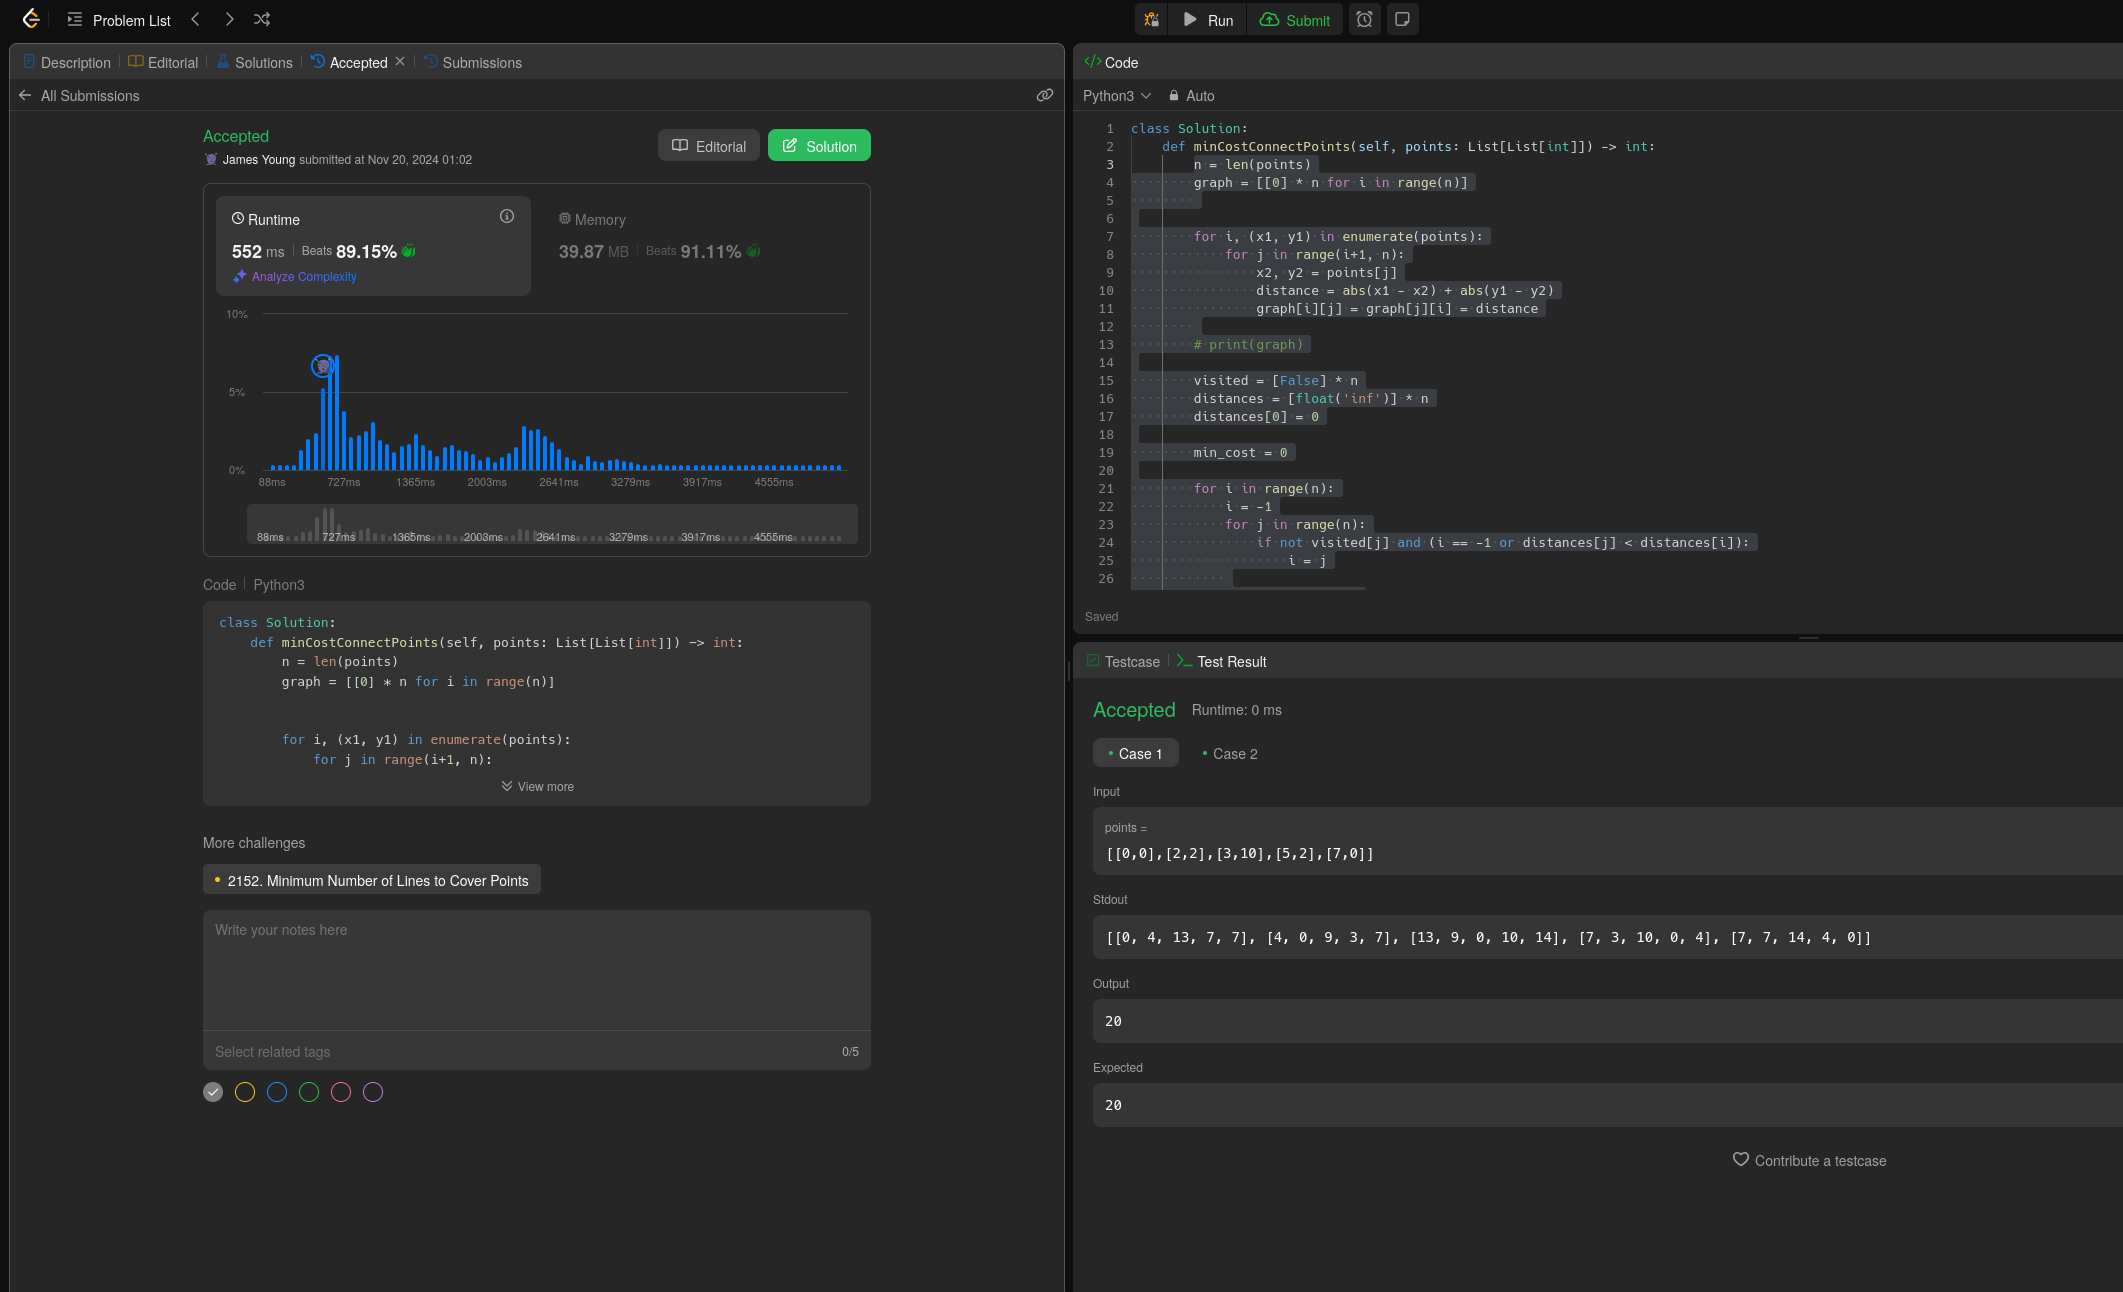 Problem List
Run
Submit
Description
Editorial
Solutions
Accepted
Submissions
All Submissions
Accepted
James Young submitted at Nov 20, 2024 01:02
Editorial
Solution
Runtime
552 ms | Beats 89.15%
Analyze Complexity
Memory
39.87 MB | Beats 91.11%
10%
5%
0%
88ms 727ms 1365ms 2003ms 2641ms 3279ms 3917ms 4555ms
88ms 727ms 1365ms 2003ms 2641ms 3279ms 3917ms 4555ms
Code | Python3
class Solution:
    def minCostConnectPoints(self, points: List[List[int]]) -> int:
        n = len(points)
        graph = [[0] * n for i in range(n)]
        for i, (x1, y1) in enumerate(points):
            for j in range(i+1, n):
View more
More challenges
2152. Minimum Number of Lines to Cover Points
Write your notes here
Select related tags
0/5
Code
Python3
Auto
1 class Solution:
2     def minCostConnectPoints(self, points: List[List[int]]) -> int:
3         n = len(points)
4         graph = [[0] * n for i in range(n)]
5
6
7         for i, (x1, y1) in enumerate(points):
8             for j in range(i+1, n):
9                 x2, y2 = points[j]
10                 distance = abs(x1 - x2) + abs(y1 - y2)
11                 graph[i][j] = graph[j][i] = distance
12
13         # print(graph)
14
15         visited = [False] * n
16         distances = [float('inf')] * n
17         distances[0] = 0
18
19         min_cost = 0
20
21         for i in range(n):
22             i = -1
23             for j in range(n):
24                 if not visited[j] and (i == -1 or distances[j] < distances[i]):
25                     i = j
26
Saved
Testcase
Test Result
Accepted
Runtime: 0 ms
Case 1
Case 2
Input
points =
[[0,0],[2,2],[3,10],[5,2],[7,0]]
Stdout
[[0, 4, 13, 7, 7], [4, 0, 9, 3, 7], [13, 9, 0, 10, 14], [7, 3, 10, 0, 4], [7, 7, 14, 4, 0]]
Output
20
Expected
20
Contribute a testcase